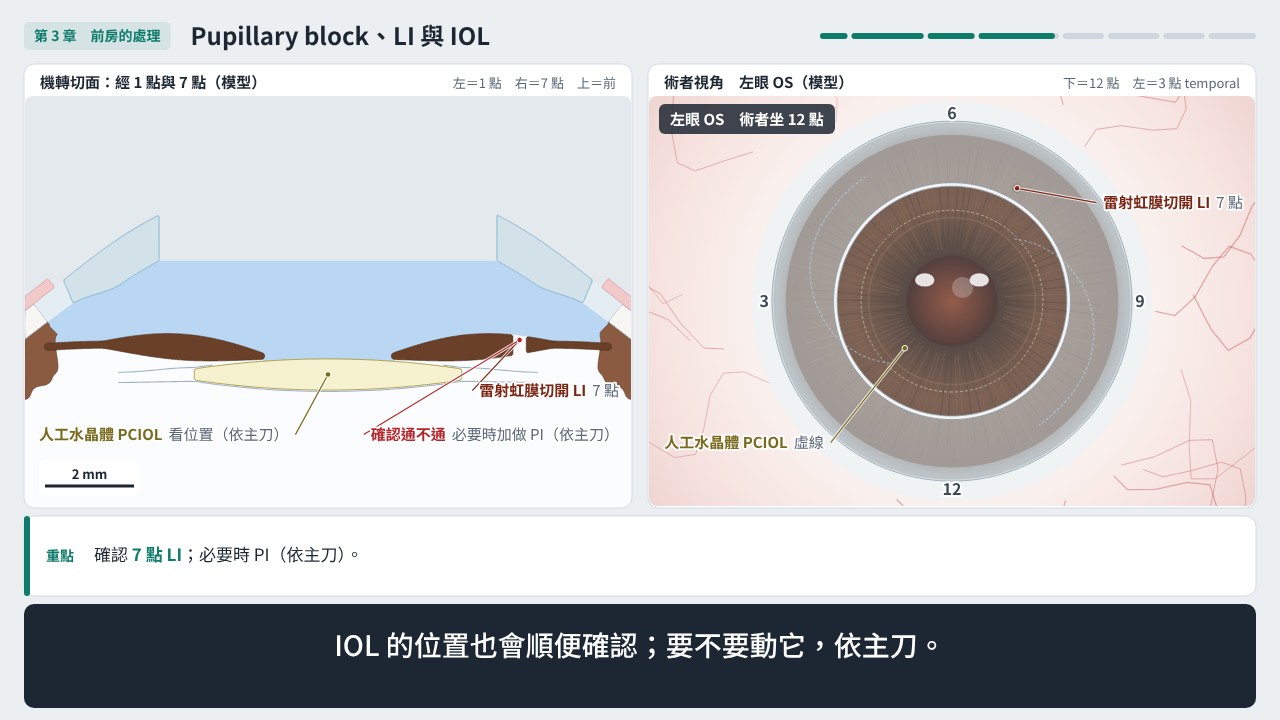 第 3 章　前房的處理
Pupillary block、LI 與 IOL
機轉切面：經 1 點與 7 點（模型）
左＝1 點　右＝7 點　上＝前
雷射虹膜切開 LI 7 點
人工水晶體 PCIOL 看位置（依主刀）
確認通不通 必要時加做 PI（依主刀）
2 mm
術者視角　左眼 OS（模型）
下＝12 點　左＝3 點 temporal
左眼 OS　術者坐 12 點
6
雷射虹膜切開 LI 7 點
3
9
人工水晶體 PCIOL 虛線
12
重點　確認 7 點 LI；必要時 PI（依主刀）。
IOL 的位置也會順便確認；要不要動它，依主刀。